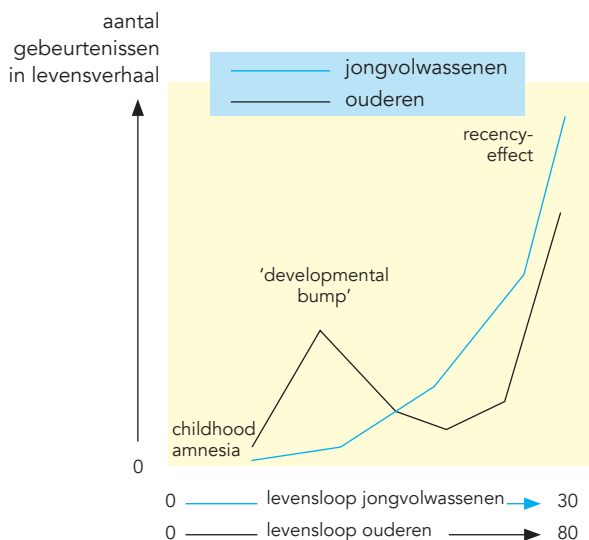 aantal
gebeurtenissen
in levensverhaal
jongvolwassenen
ouderen
recency-
effect
'developmental
bump'
childhood
amnesia
0
0 levensloop jongvolwassenen 30
0 levensloop ouderen 80